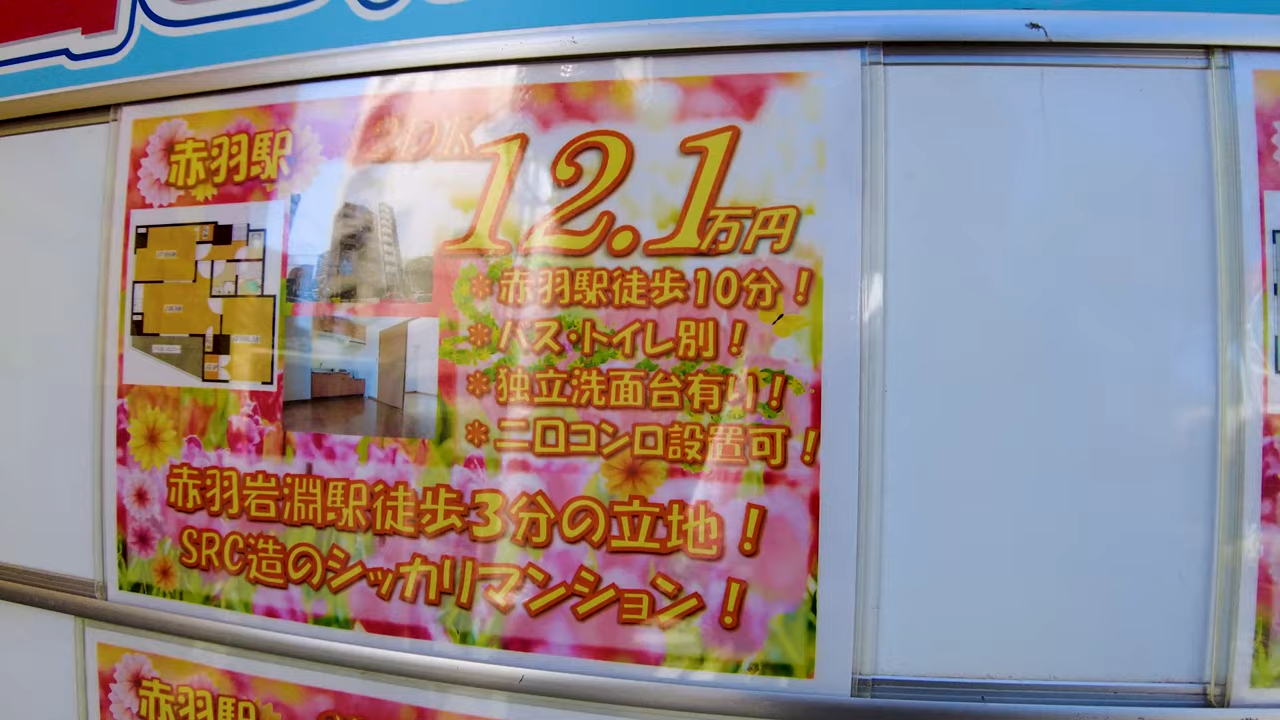 赤羽駅
2DK
12.1万円
*赤羽駅徒歩10分！
*バス・トイレ別！
*独立洗面台有り！
*二口コンロ設置可！
赤羽岩淵駅徒歩3分の立地！
SRC造のシッカリマンション！
赤羽駅